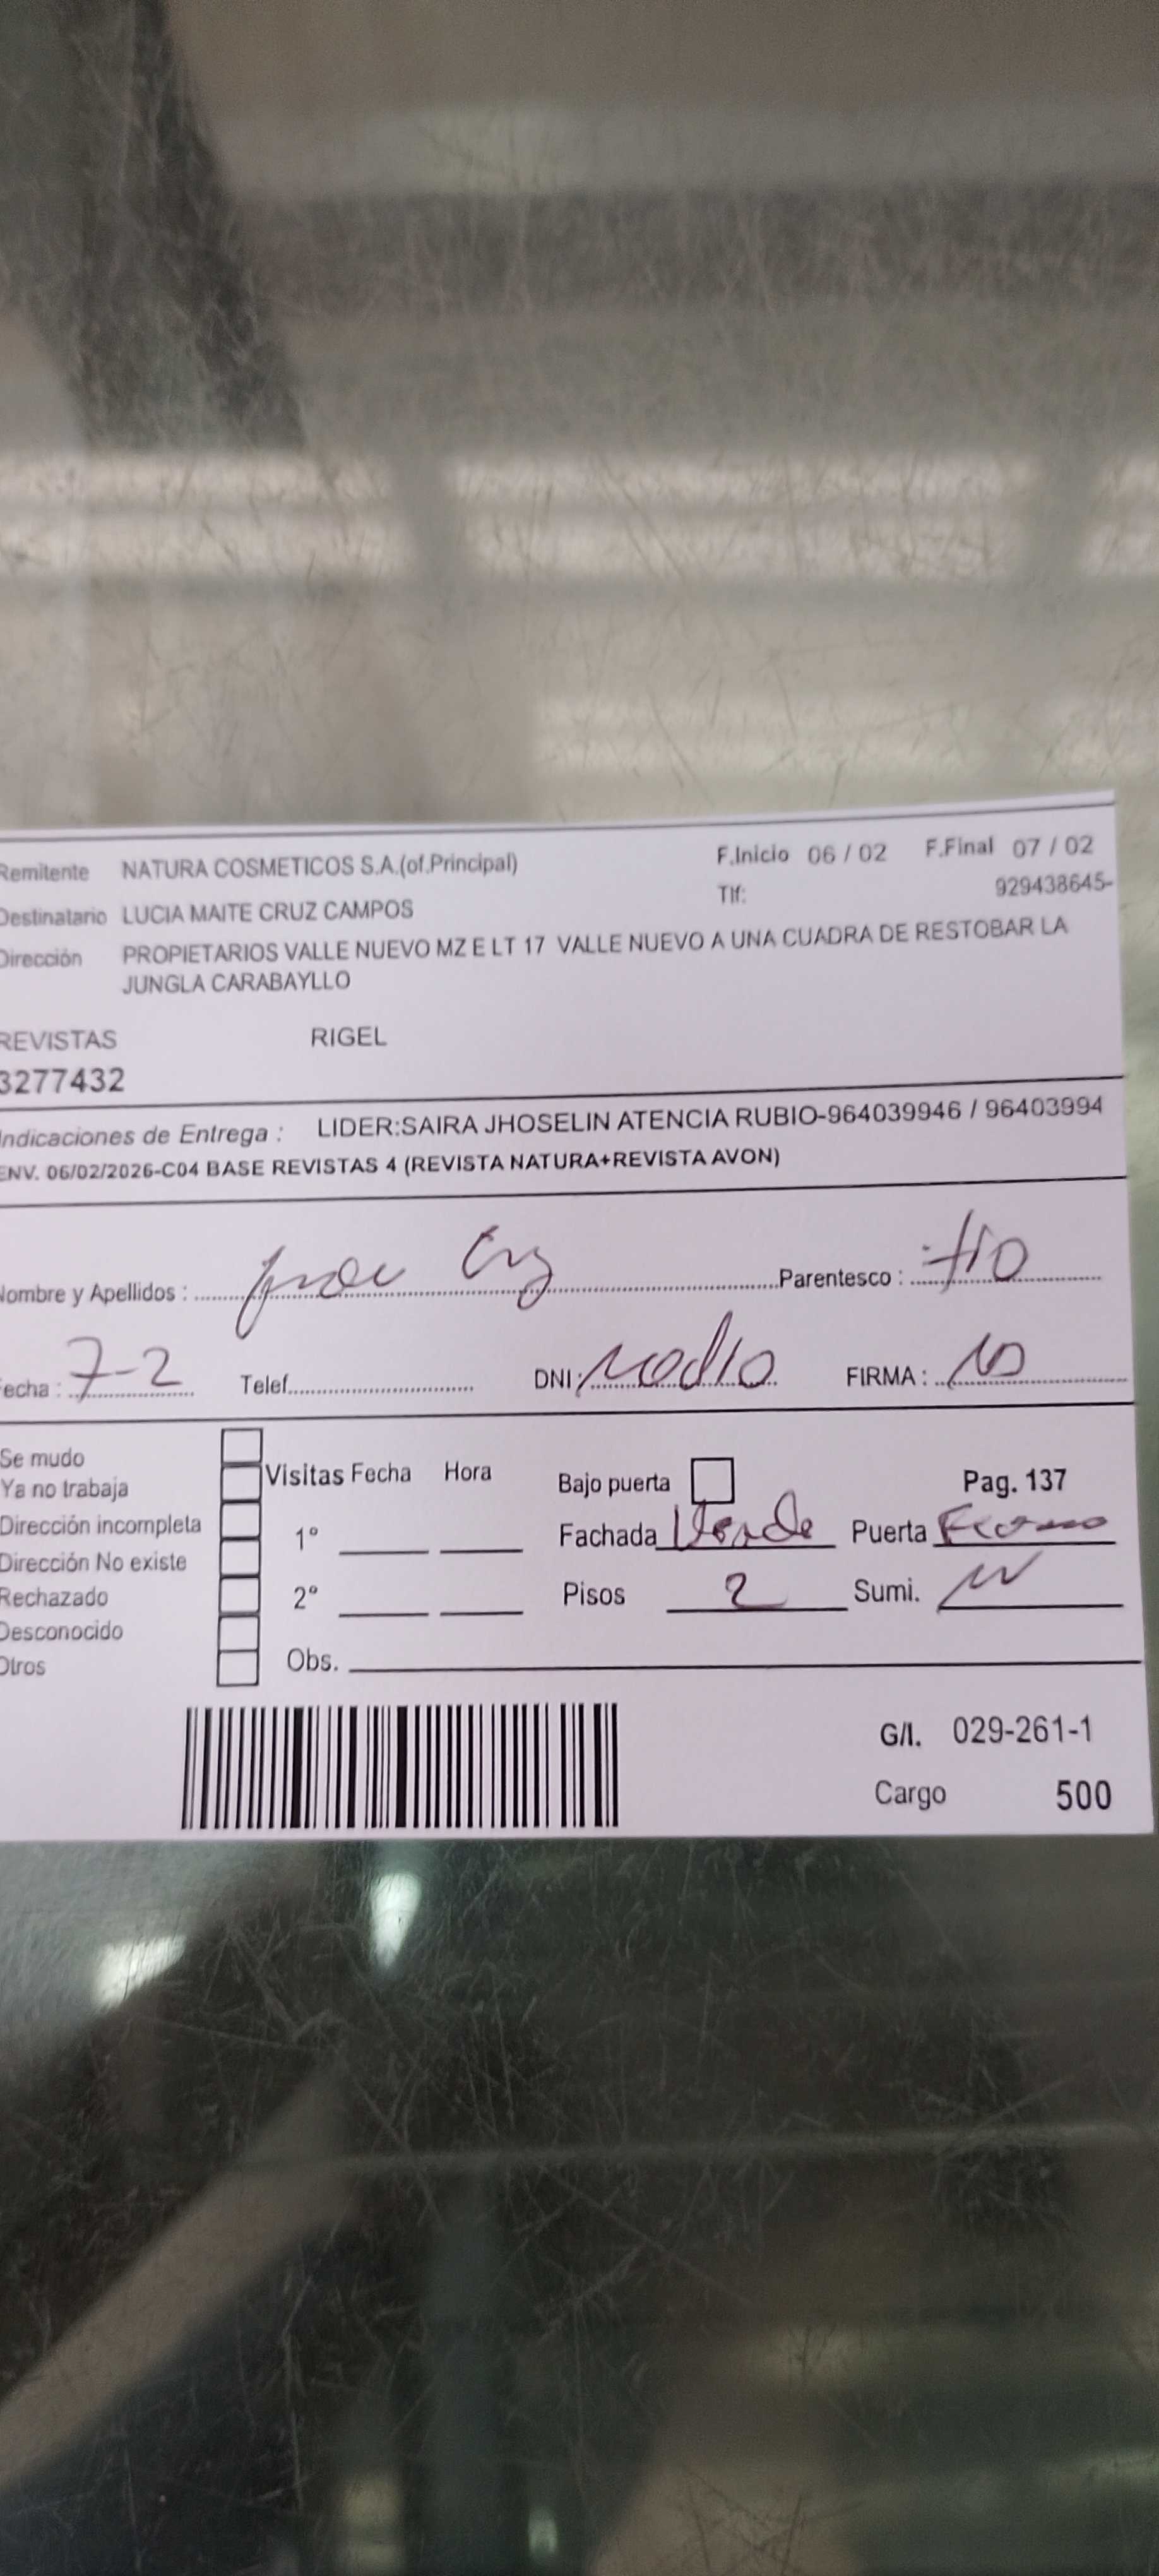 Remitente NATURA COSMETICOS S.A.(of.Principal) F.Inicio 06 / 02 F.Final 07 / 02
Tlf: 929438645-
Destinatario LUCIA MAITE CRUZ CAMPOS
Dirección PROPIETARIOS VALLE NUEVO MZ E LT 17 VALLE NUEVO A UNA CUADRA DE RESTOBAR LA
JUNGLA CARABAYLLO
REVISTAS RIGEL
3277432
Indicaciones de Entrega : LIDER:SAIRA JHOSELIN ATENCIA RUBIO-964039946 / 96403994
ENV. 06/02/2026-C04 BASE REVISTAS 4 (REVISTA NATURA+REVISTA AVON)
Nombre y Apellidos : Cruz Parentesco : tio
Fecha : 7-2 Telef. DNI: no dio FIRMA :
Se mudo
Ya no trabaja
Dirección incompleta
Dirección No existe
Rechazado
Desconocido
Otros
Visitas Fecha Hora
1°
2°
Obs.
Bajo puerta Pag. 137
Fachada Verde Puerta Fierro
Pisos 2 Sumi.
G/I. 029-261-1
Cargo 500